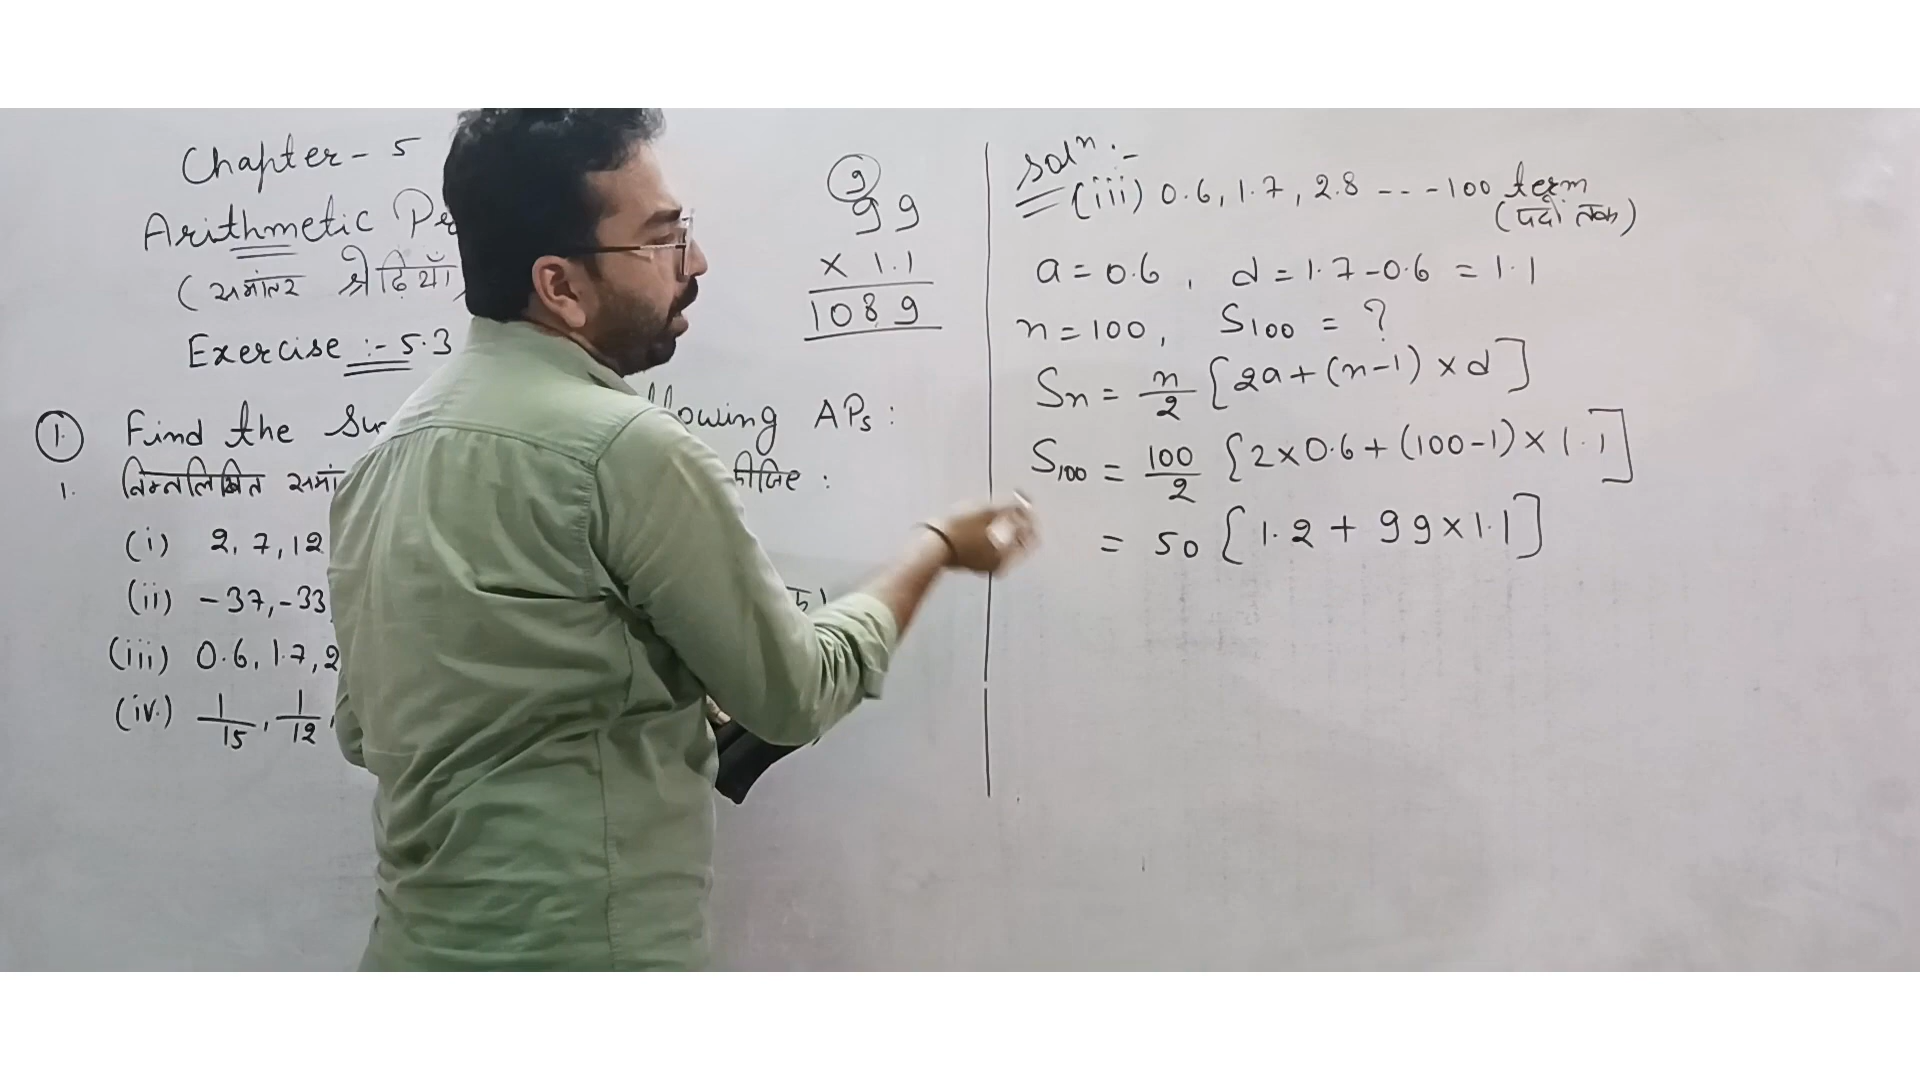 Chapter - 5
Arithmetic
(समांतर श्रेढ़ियाँ
Exercise :- 5.3
1. Find the llowing APs :
1. निम्नलिखित कीजिए :
(i) 2, 7, 12
(ii) -37, -33,
(iii) 0.6, 1.7, 2
(iv.) 1/15, 1/12,
9
99
× 1.1
1089
Solⁿ. :-
(iii) 0.6, 1.7, 2.8 --- 100 term
(पदों तक)
a = 0.6 , d = 1.7 - 0.6 = 1.1
n = 100, S100 = ?
Sn = n/2 [2a + (n-1) × d]
S100 = 100/2 [2×0.6 + (100-1) × 1.1]
= 50 [1.2 + 99×1.1]